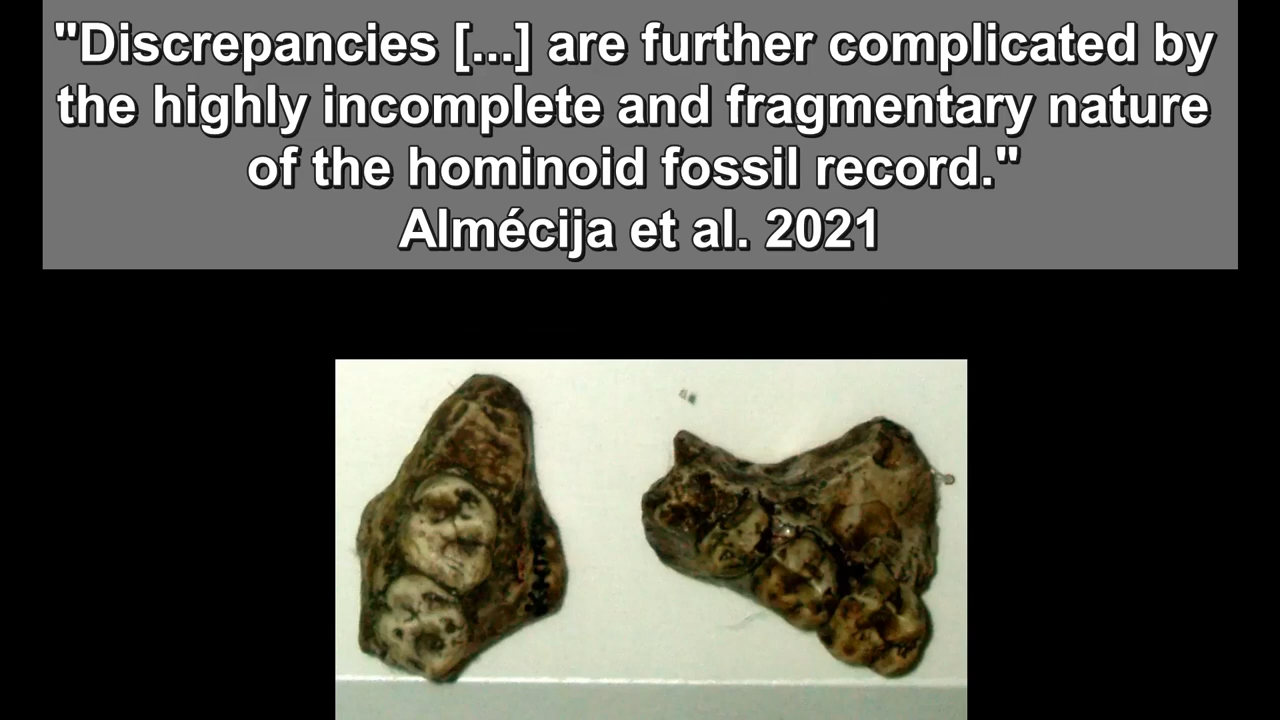 "Discrepancies [...] are further complicated by
the highly incomplete and fragmentary nature
of the hominoid fossil record."
Almécija et al. 2021